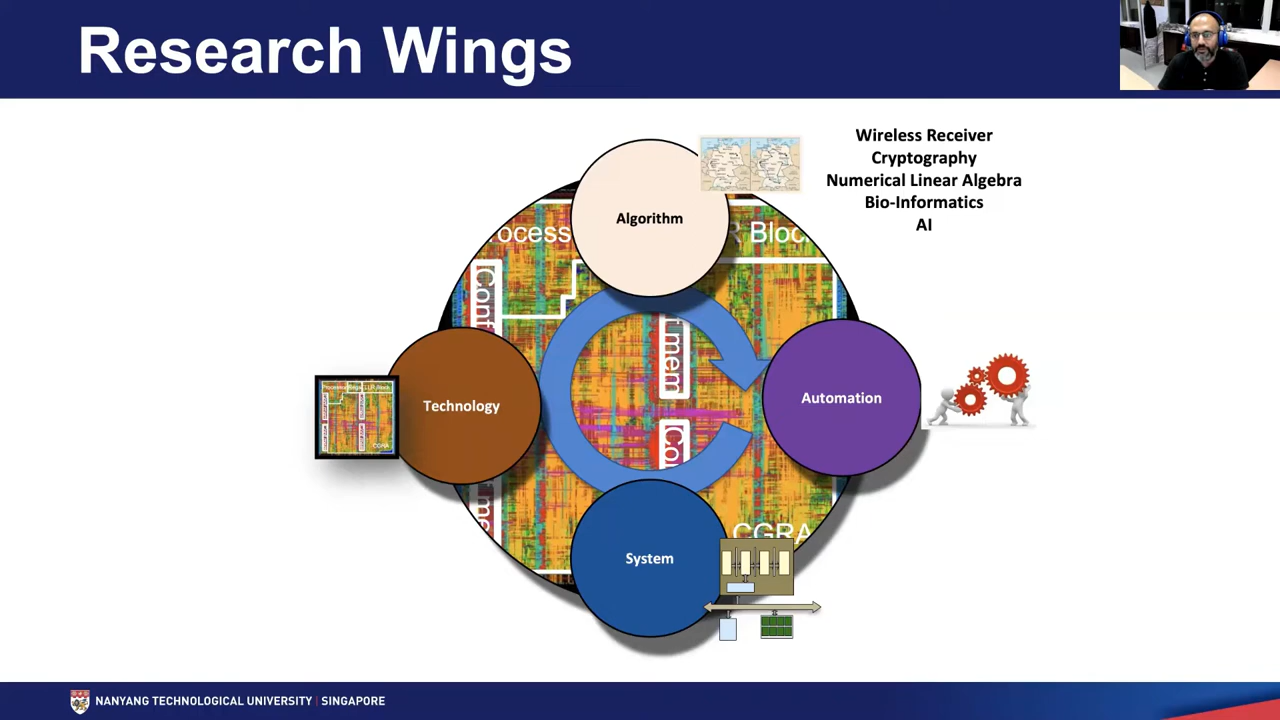 Research Wings
Wireless Receiver
Cryptography
Numerical Linear Algebra
Bio-Informatics
AI
Algorithm
Technology
Automation
System
CGRA
CGRA
NANYANG TECHNOLOGICAL UNIVERSITY | SINGAPORE